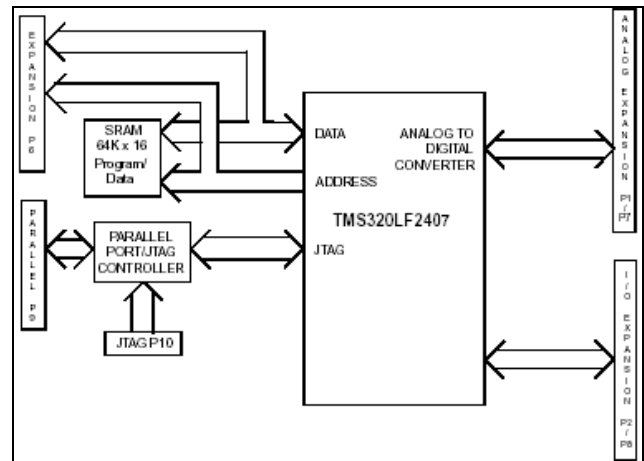 EXPANSION P6
SRAM
64K x 16
Program/
Data
PARALLEL P9
PARALLEL
PORT/JTAG
CONTROLLER
JTAG P10
DATA
ADDRESS
JTAG
ANALOG TO
DIGITAL
CONVERTER
TMS320LF2407
ANALOG EXPANSION P1/P7
I/O EXPANSION P2/P8